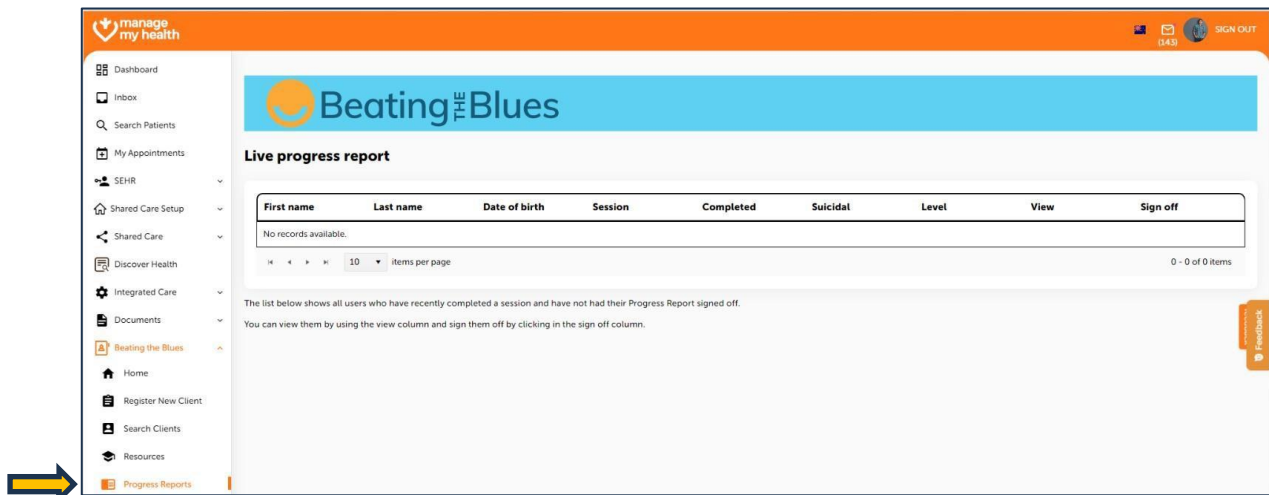 manage
my health
(143)
SIGN OUT
Dashboard
Inbox
Search Patients
My Appointments
SEHR
Shared Care Setup
Shared Care
Discover Health
Integrated Care
Documents
Beating the Blues
Home
Register New Client
Search Clients
Resources
Progress Reports
Beating THE Blues
Live progress report
First name Last name Date of birth Session Completed Suicidal Level View Sign off
No records available.
10 items per page 0 - 0 of 0 items
The list below shows all users who have recently completed a session and have not had their Progress Report signed off.
You can view them by using the view column and sign them off by clicking in the sign off column.
Feedback